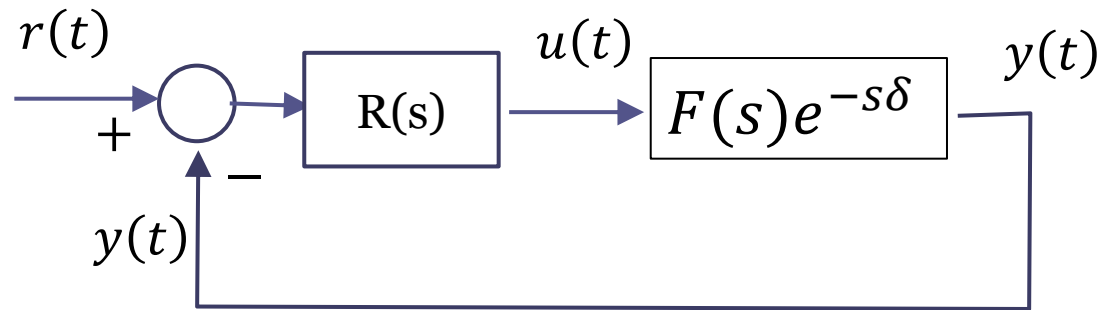 r(t)
+
−
R(s)
u(t)
F(s)e^{−sδ}
y(t)
y(t)